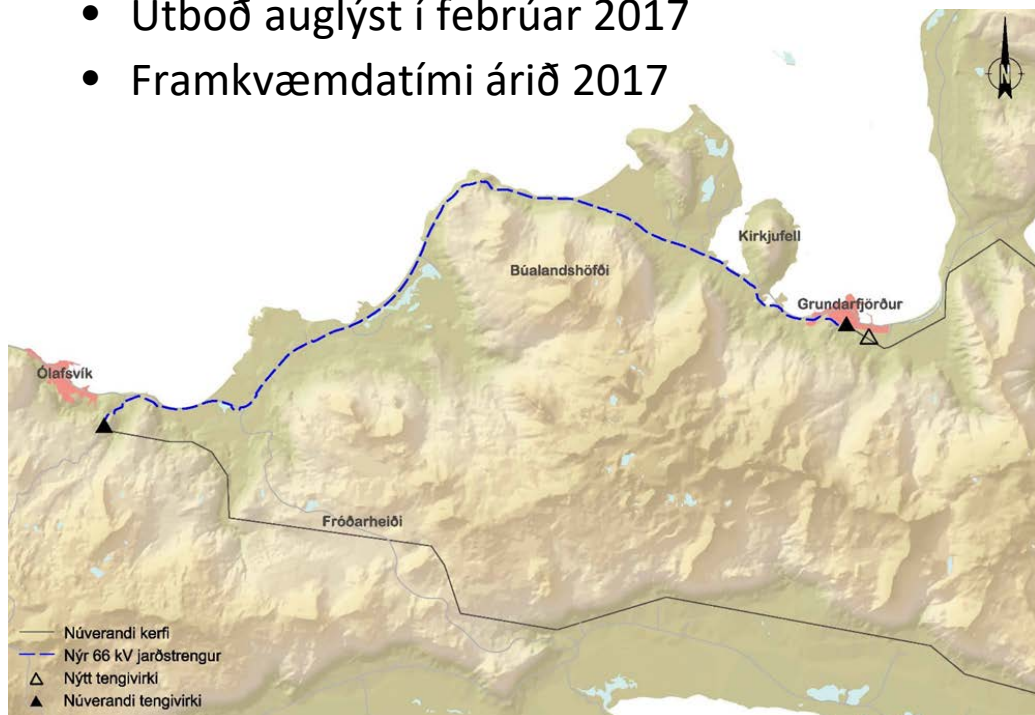 • Útboð auglýst í febrúar 2017
• Framkvæmdatími árið 2017
N
Kirkjufell
Búalandshöfði
Grundarfjörður
Ólafsvík
Fróðarheiði
Núverandi kerfi
Nýr 66 kV jarðstrengur
Nýtt tengivirki
Núverandi tengivirki